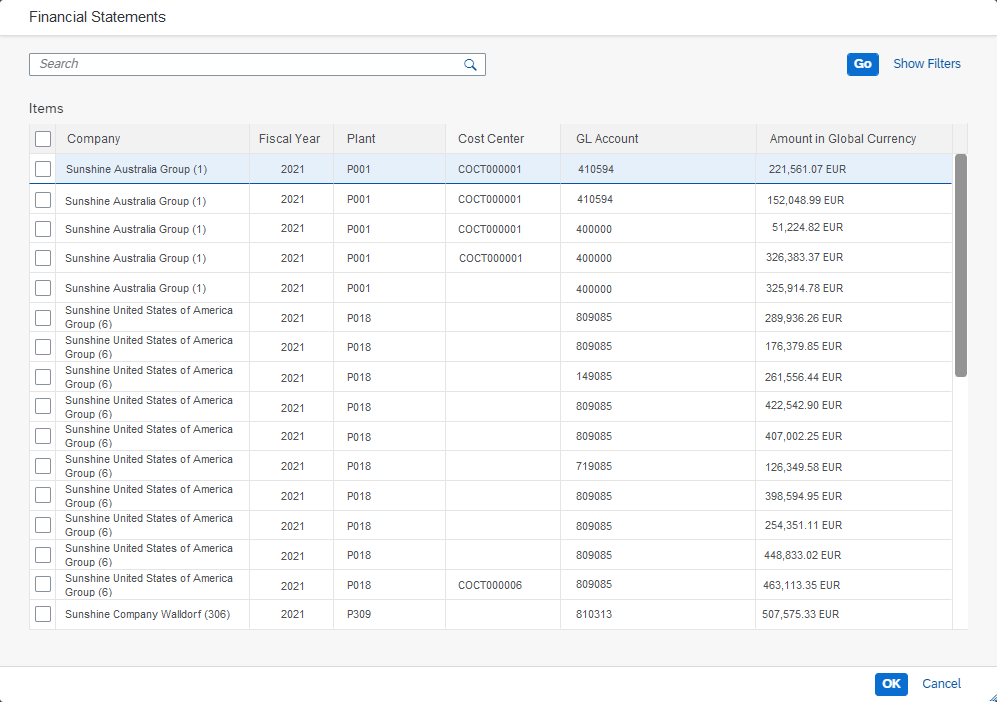 Financial Statements
Search
Go Show Filters
Items
Company Fiscal Year Plant Cost Center GL Account Amount in Global Currency
Sunshine Australia Group (1) 2021 P001 COCT000001 410594 221,561.07 EUR
Sunshine Australia Group (1) 2021 P001 COCT000001 410594 152,048.99 EUR
Sunshine Australia Group (1) 2021 P001 COCT000001 400000 51,224.82 EUR
Sunshine Australia Group (1) 2021 P001 COCT000001 400000 326,383.37 EUR
Sunshine Australia Group (1) 2021 P001 400000 325,914.78 EUR
Sunshine United States of America
Group (6) 2021 P018 809085 289,936.26 EUR
Sunshine United States of America
Group (6) 2021 P018 809085 176,379.85 EUR
Sunshine United States of America
Group (6) 2021 P018 149085 261,556.44 EUR
Sunshine United States of America
Group (6) 2021 P018 809085 422,542.90 EUR
Sunshine United States of America
Group (6) 2021 P018 809085 407,002.25 EUR
Sunshine United States of America
Group (6) 2021 P018 719085 126,349.58 EUR
Sunshine United States of America
Group (6) 2021 P018 809085 398,594.95 EUR
Sunshine United States of America
Group (6) 2021 P018 809085 254,351.11 EUR
Sunshine United States of America
Group (6) 2021 P018 809085 448,833.02 EUR
Sunshine United States of America
Group (6) 2021 P018 COCT000006 809085 463,113.35 EUR
Sunshine Company Walldorf (306) 2021 P309 810313 507,575.33 EUR
OK Cancel